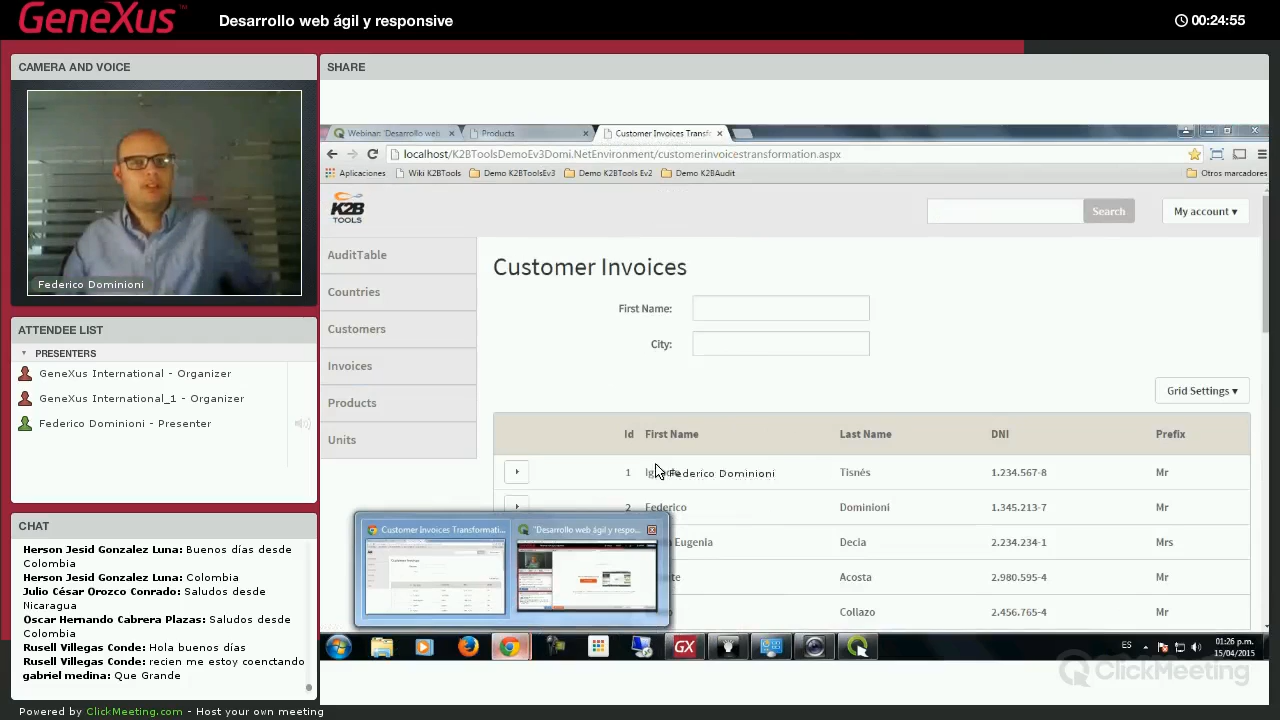 GeneXus
Desarrollo web ágil y responsive
00:24:55
CAMERA AND VOICE
Federico Dominioni
ATTENDEE LIST
PRESENTERS
GeneXus International - Organizer
GeneXus International_1 - Organizer
Federico Dominioni - Presenter
CHAT
Herson Jesid Gonzalez Luna: Buenos días desde
Colombia
Herson Jesid Gonzalez Luna: Colombia
Julio César Orozco Conrado: Saludos desde
Nicaragua
Oscar Hernando Cabrera Plazas: Saludos desde
Colombia
Russell Villegas Conde: Hola buenos días
Russell Villegas Conde: recien me estoy coenctando
gabriel medina: Que Grande
Powered by ClickMeeting.com - Host your own meeting
SHARE
Webinar: "Desarrollo web
Products
Customer Invoices Transf
localhost/K2BToolsDemoEv3Domi.NetEnvironment/customerinvoicestransformation.aspx
Aplicaciones Wiki K2BTools Demo K2BToolsEv3 Demo K2BTools Ev2 Demo K2BAudit Otros marcadores
K2B
TOOLS
Search
My account
AuditTable
Countries
Customers
Invoices
Products
Units
Customer Invoices
First Name:
City:
Grid Settings
Id First Name Last Name DNI Prefix
1 Federico Dominioni Tisnés 1.234.567-8 Mr
2 Federico Dominioni 1.345.213-7 Mr
Eugenia Decia 2.234.234-1 Mrs
Acosta 2.980.595-4 Mr
Collazo 2.456.765-4 Mr
Customer Invoices Transformati...
"Desarrollo web ágil y respo...
GX
ES
01:26 p.m.
15/04/2015
ClickMeeting